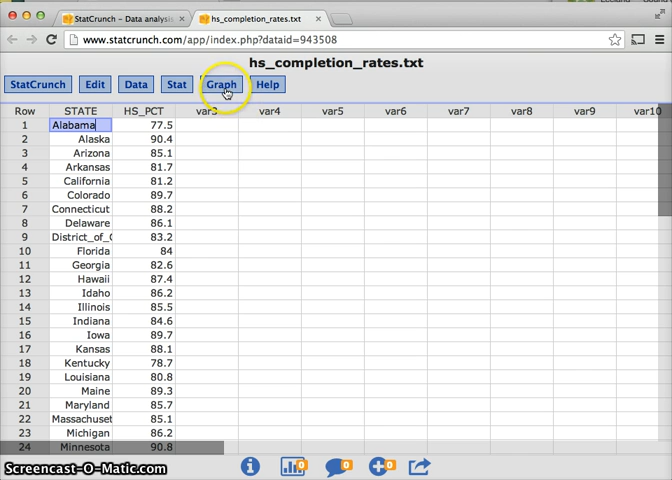 StatCrunch - Data analysis
hs_completion_rates.txt
www.statcrunch.com/app/index.php?dataid=943508
hs_completion_rates.txt
StatCrunch Edit Data Stat Graph Help
Row STATE HS_PCT var3 var4 var5 var6 var7 var8 var9 var10
1 Alabama 77.5
2 Alaska 90.4
3 Arizona 85.1
4 Arkansas 81.7
5 California 81.2
6 Colorado 89.7
7 Connecticut 88.2
8 Delaware 86.1
9 District_of_C 83.2
10 Florida 84
11 Georgia 82.6
12 Hawaii 87.4
13 Idaho 86.2
14 Illinois 85.5
15 Indiana 84.6
16 Iowa 89.7
17 Kansas 88.1
18 Kentucky 78.7
19 Louisiana 80.8
20 Maine 89.3
21 Maryland 85.7
22 Massachuset 85.1
23 Michigan 86.2
24 Minnesota 90.8
0 0 0
Screencast-O-Matic.com